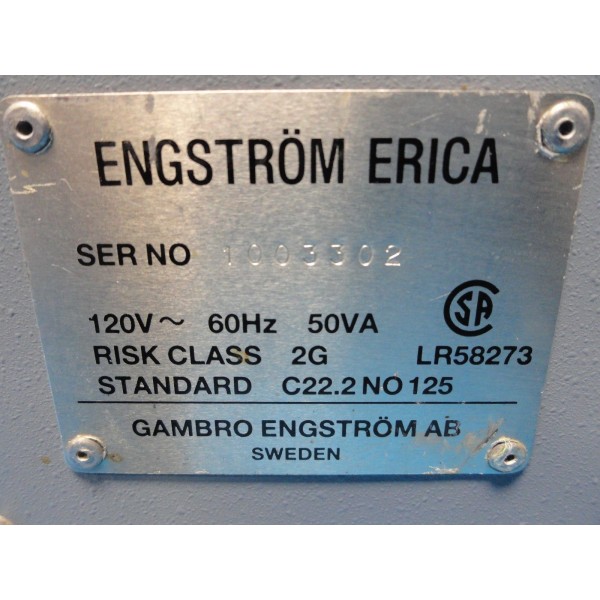 ENGSTRÖM ERICA
SER NO 1003302
120V~ 60Hz 50VA
SA
RISK CLASS 2G LR58273
STANDARD C22.2 NO 125
GAMBRO ENGSTRÖM AB
SWEDEN